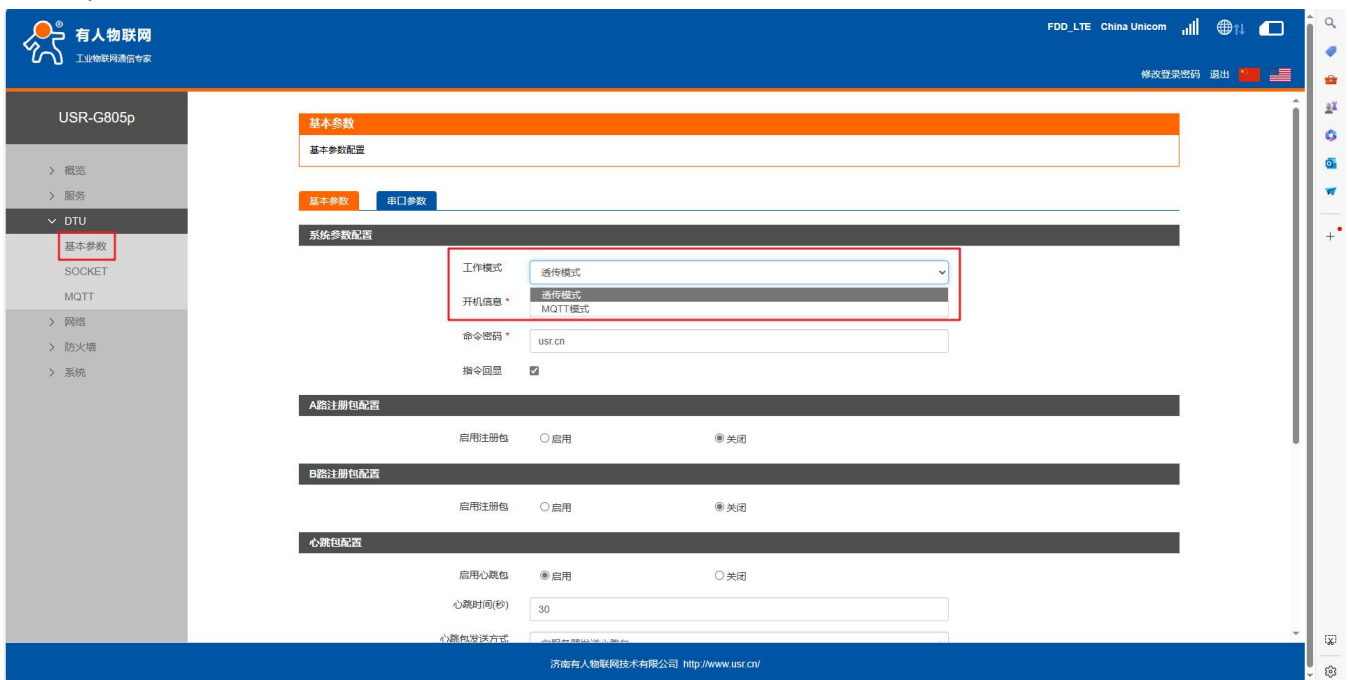 有人物联网®
工业物联网通信专家
FDD_LTE China Unicom
修改登录密码 退出
USR-G805p
概览
服务
DTU
基本参数
SOCKET
MQTT
网络
防火墙
系统
基本参数
基本参数配置
基本参数 串口参数
系统参数配置
工作模式 透传模式
透传模式
开机信息 *
MQTT模式
命令密码 * usr.cn
指令回显
A路注册包配置
启用注册包 启用 关闭
B路注册包配置
启用注册包 启用 关闭
心跳包配置
启用心跳包 启用 关闭
心跳时间(秒) 30
心跳包发送方式 向服务器发送心跳包
济南有人物联网技术有限公司 http://www.usr.cn/